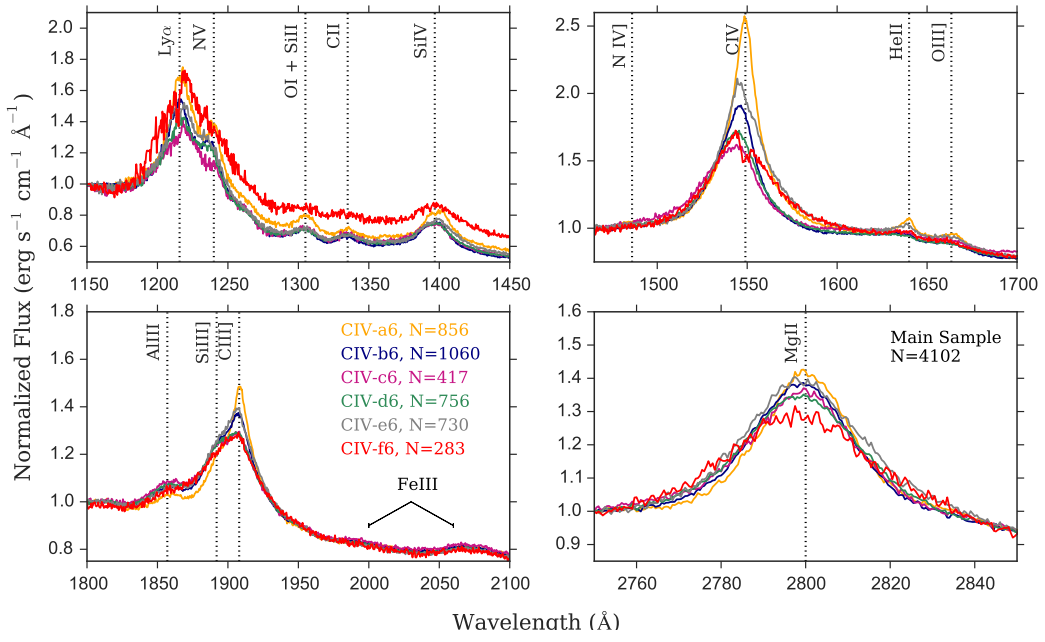 Normalized Flux (erg s⁻¹ cm⁻¹ Å⁻¹)
2.0
1.8
1.6
1.4
1.2
1.0
0.8
0.6
Lyα
NV
OI + SiII
CII
SiIV
1150 1200 1250 1300 1350 1400 1450
2.5
2.0
1.5
1.0
N IV]
CIV
HeII
OIII]
1500 1550 1600 1650 1700
1.8
1.6
1.4
1.2
1.0
0.8
AlIII
SiIII]
CIII]
CIV-a6, N=856
CIV-b6, N=1060
CIV-c6, N=417
CIV-d6, N=756
CIV-e6, N=730
CIV-f6, N=283
FeIII
1800 1850 1900 1950 2000 2050 2100
1.6
1.5
1.4
1.3
1.2
1.1
1.0
0.9
MgII
Main Sample
N=4102
2760 2780 2800 2820 2840
Wavelength (Å)